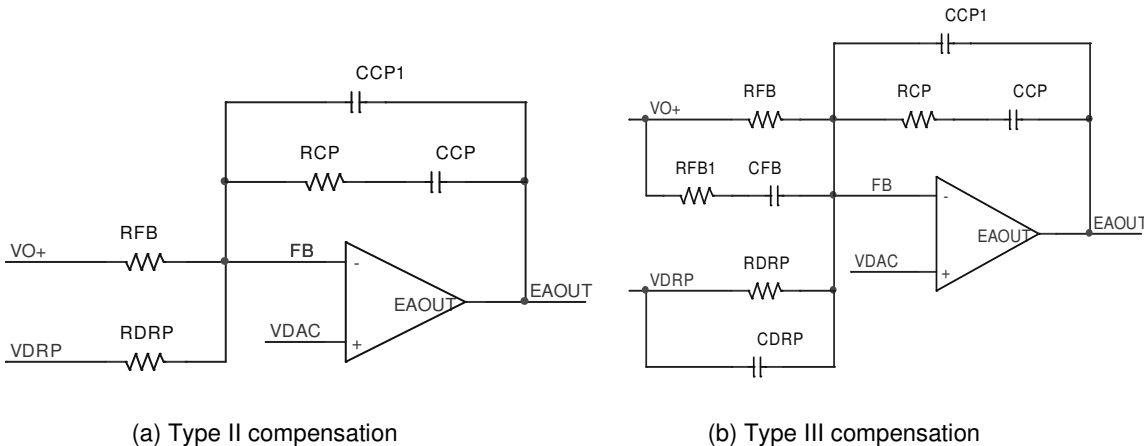 CCP1
RCP
CCP
RFB
VO+
FB
-
EAOUT
EAOUT
RDRP
VDAC
+
VDRP
(a) Type II compensation
CCP1
RFB
RCP
CCP
VO+
RFB1
CFB
FB
-
EAOUT
EAOUT
RDRP
VDAC
+
VDRP
CDRP
(b) Type III compensation